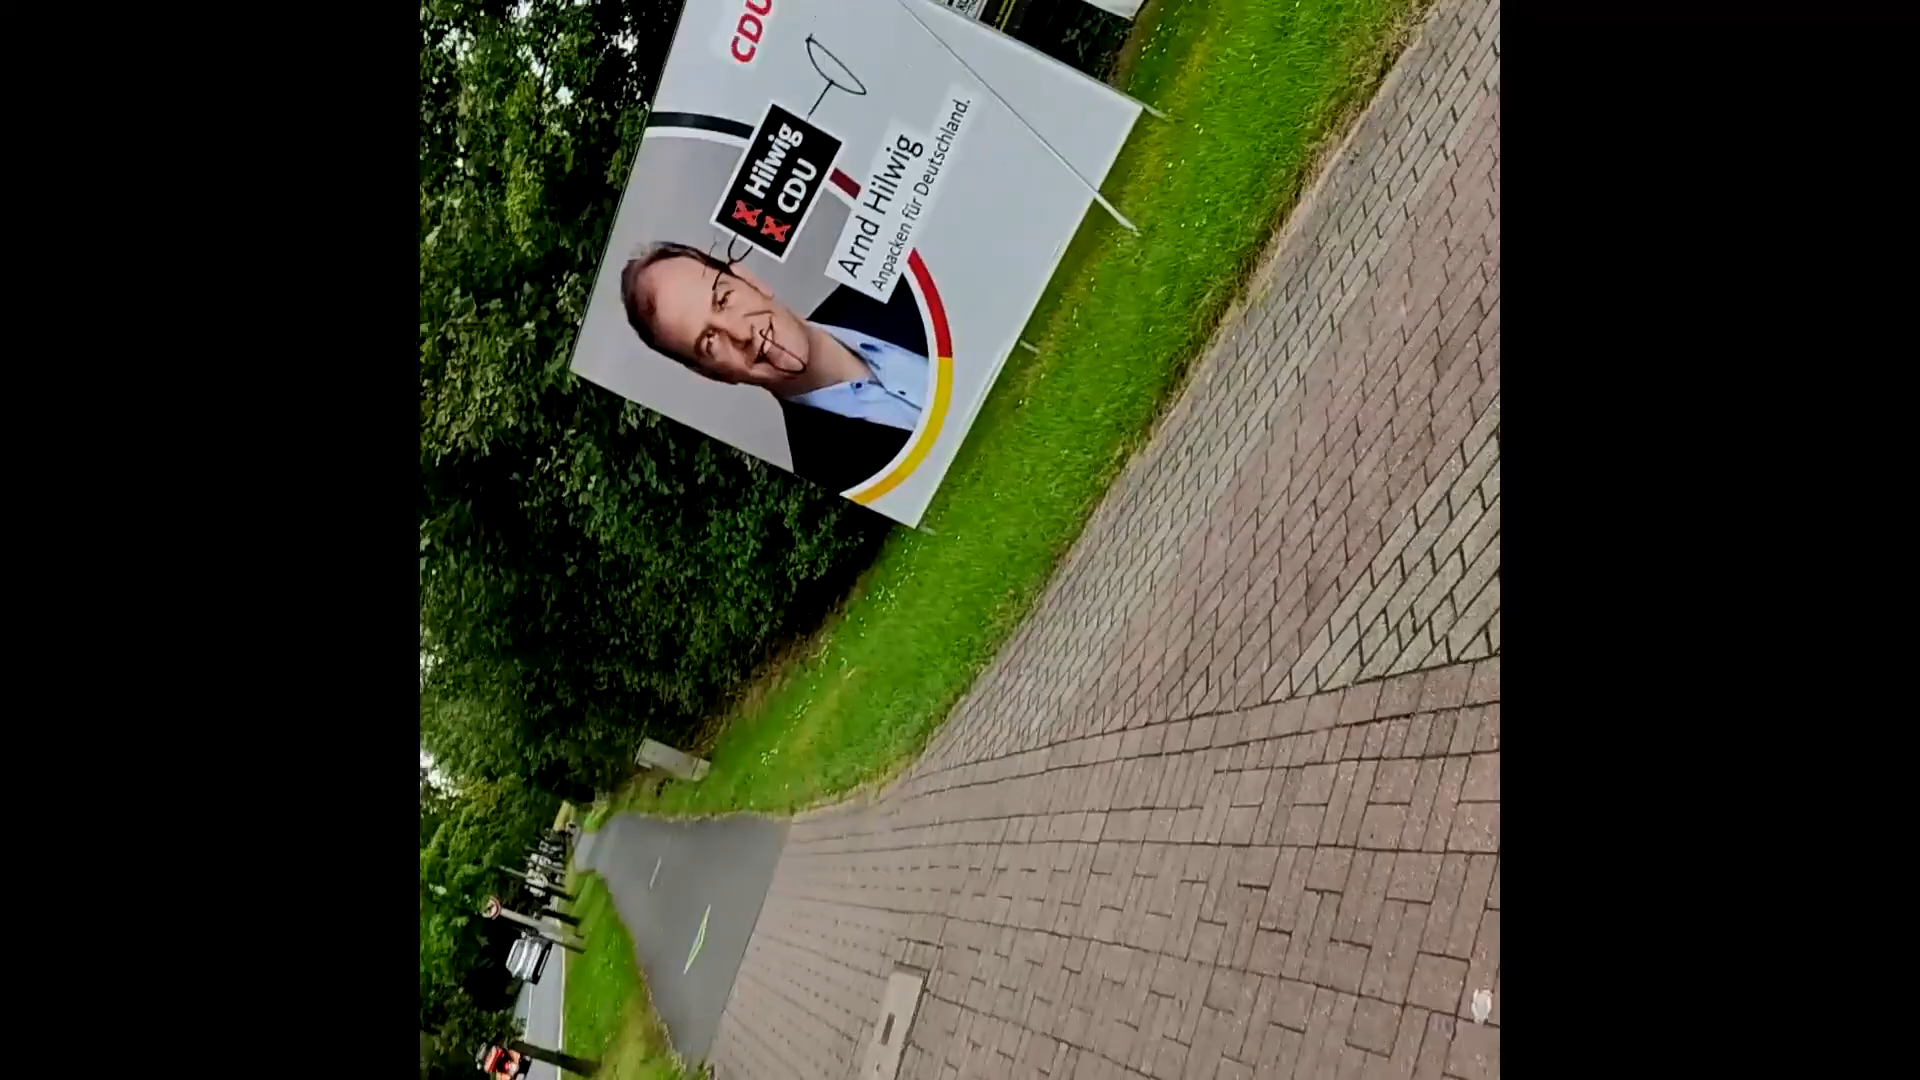 CDU
Hilwig
CDU
Arnd Hilwig
Anpacken für Deutschland.